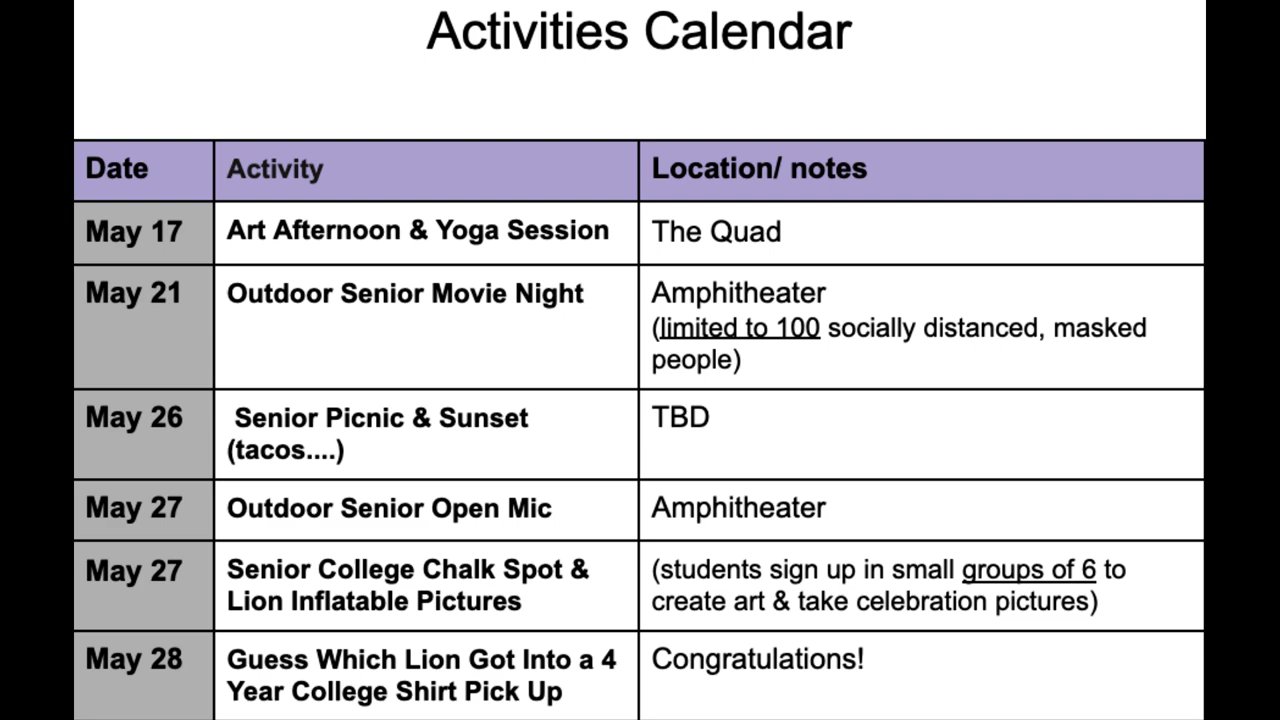 Activities Calendar
Date Activity Location/ notes
May 17 Art Afternoon & Yoga Session The Quad
May 21 Outdoor Senior Movie Night Amphitheater
(limited to 100 socially distanced, masked
people)
May 26 Senior Picnic & Sunset TBD
(tacos....)
May 27 Outdoor Senior Open Mic Amphitheater
May 27 Senior College Chalk Spot & (students sign up in small groups of 6 to
Lion Inflatable Pictures create art & take celebration pictures)
May 28 Guess Which Lion Got Into a 4 Congratulations!
Year College Shirt Pick Up